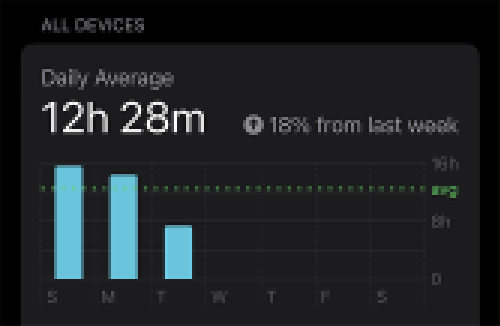 ALL DEVICES
Daily Average
12h 28m
18% from last week
16h
avg
8h
0
S M T W T F S